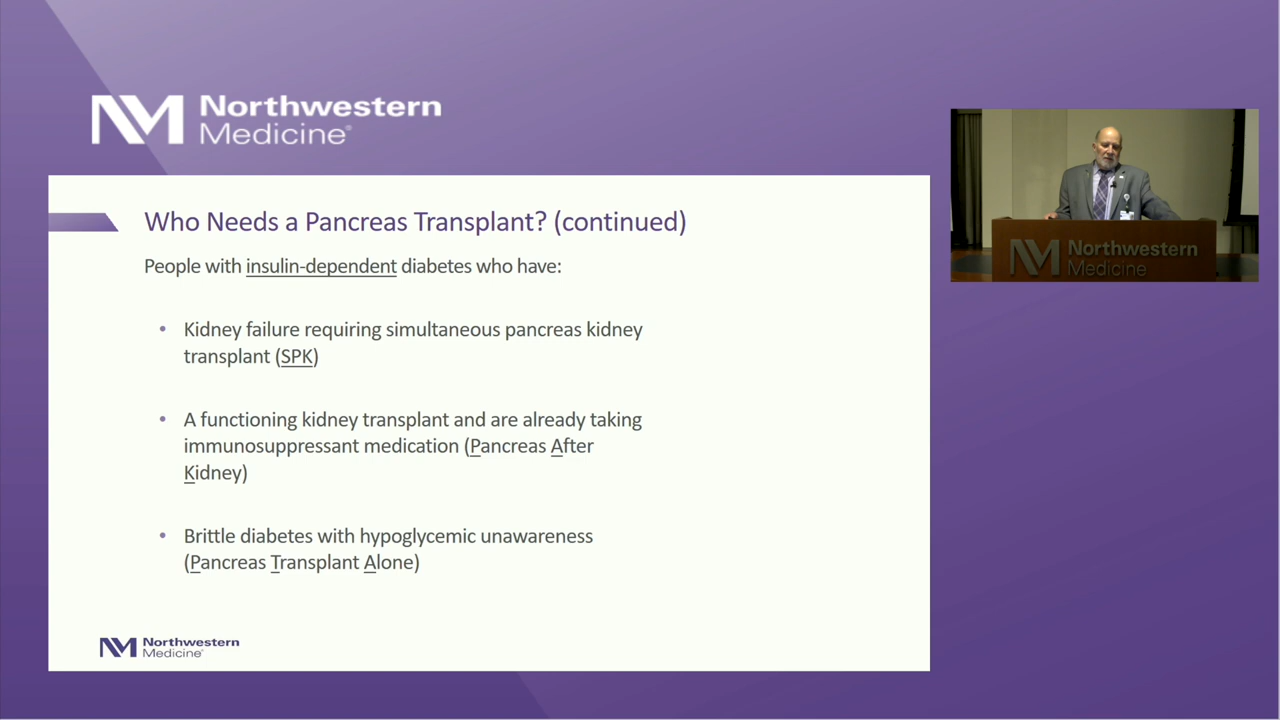 Northwestern
Medicine®
Who Needs a Pancreas Transplant? (continued)
People with insulin-dependent diabetes who have:
• Kidney failure requiring simultaneous pancreas kidney
transplant (SPK)
• A functioning kidney transplant and are already taking
immunosuppressant medication (Pancreas After
Kidney)
• Brittle diabetes with hypoglycemic unawareness
(Pancreas Transplant Alone)
Northwestern
Medicine®
Northwestern
Medicine